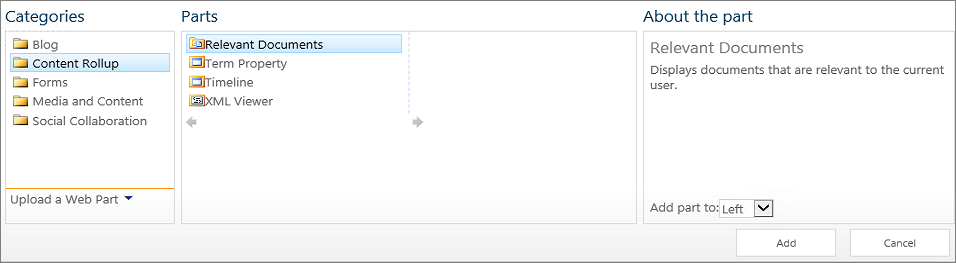 Categories
Blog
Content Rollup
Forms
Media and Content
Social Collaboration
Upload a Web Part
Parts
Relevant Documents
Term Property
Timeline
XML Viewer
About the part
Relevant Documents
Displays documents that are relevant to the current
user.
Add part to: Left
Add
Cancel